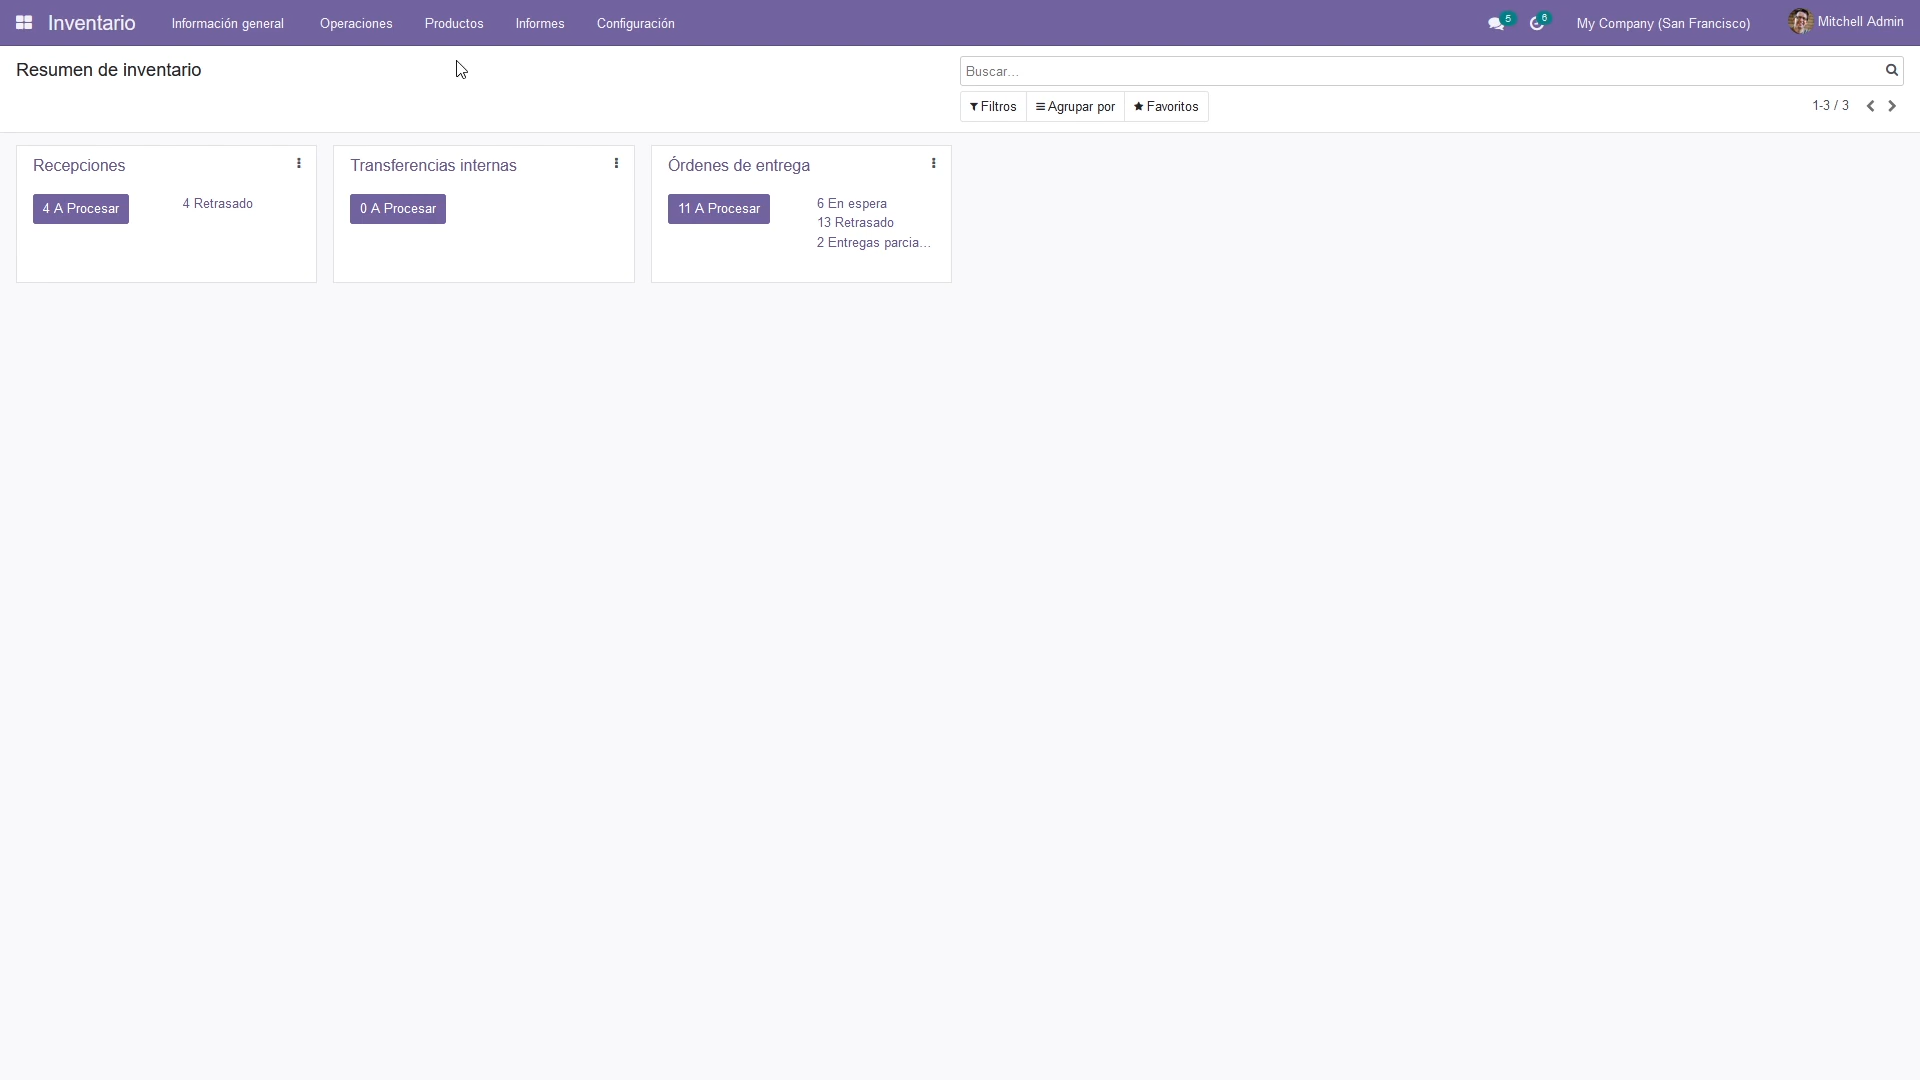 Inventario
Información general
Operaciones
Productos
Informes
Configuración
5
6
My Company (San Francisco)
Mitchell Admin
Resumen de inventario
Buscar...
Filtros
Agrupar por
Favoritos
1-3 / 3
Recepciones
4 A Procesar
4 Retrasado
Transferencias internas
0 A Procesar
Órdenes de entrega
11 A Procesar
6 En espera
13 Retrasado
2 Entregas parcia...